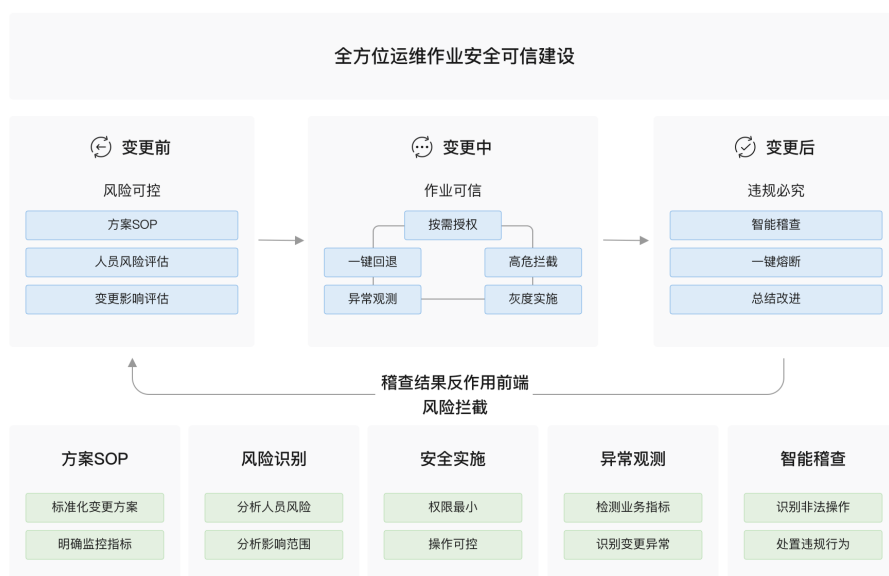 全方位运维作业安全可信建设
变更前
风险可控
方案SOP
人员风险评估
变更影响评估
变更中
作业可信
按需授权
一键回退
高危拦截
异常观测
灰度实施
变更后
违规必究
智能稽查
一键熔断
总结改进
稽查结果反作用前端
风险拦截
方案SOP
标准化变更方案
明确监控指标
风险识别
分析人员风险
分析影响范围
安全实施
权限最小
操作可控
异常观测
检测业务指标
识别变更异常
智能稽查
识别非法操作
处置违规行为